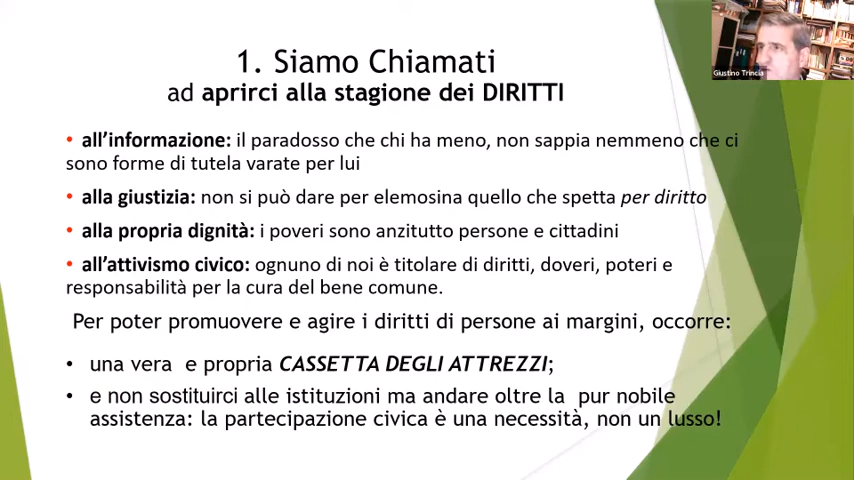 1. Siamo Chiamati
ad aprirci alla stagione dei DIRITTI
Giustino Trincia
• all'informazione: il paradosso che chi ha meno, non sappia nemmeno che ci
sono forme di tutela varate per lui
• alla giustizia: non si può dare per elemosina quello che spetta per diritto
• alla propria dignità: i poveri sono anzitutto persone e cittadini
• all'attivismo civico: ognuno di noi è titolare di diritti, doveri, poteri e
responsabilità per la cura del bene comune.
Per poter promuovere e agire i diritti di persone ai margini, occorre:
• una vera e propria CASSETTA DEGLI ATTREZZI;
• e non sostituirci alle istituzioni ma andare oltre la pur nobile
assistenza: la partecipazione civica è una necessità, non un lusso!